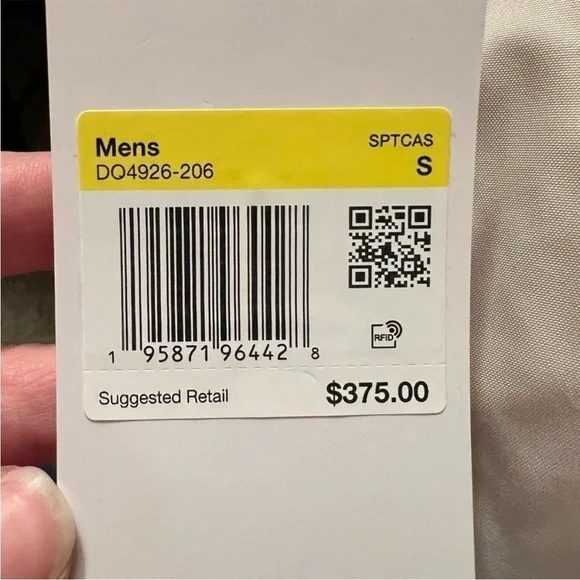 Mens
SPTCAS
DQ4926-206
S
1 95871 96442 8
RFID
Suggested Retail
$375.00